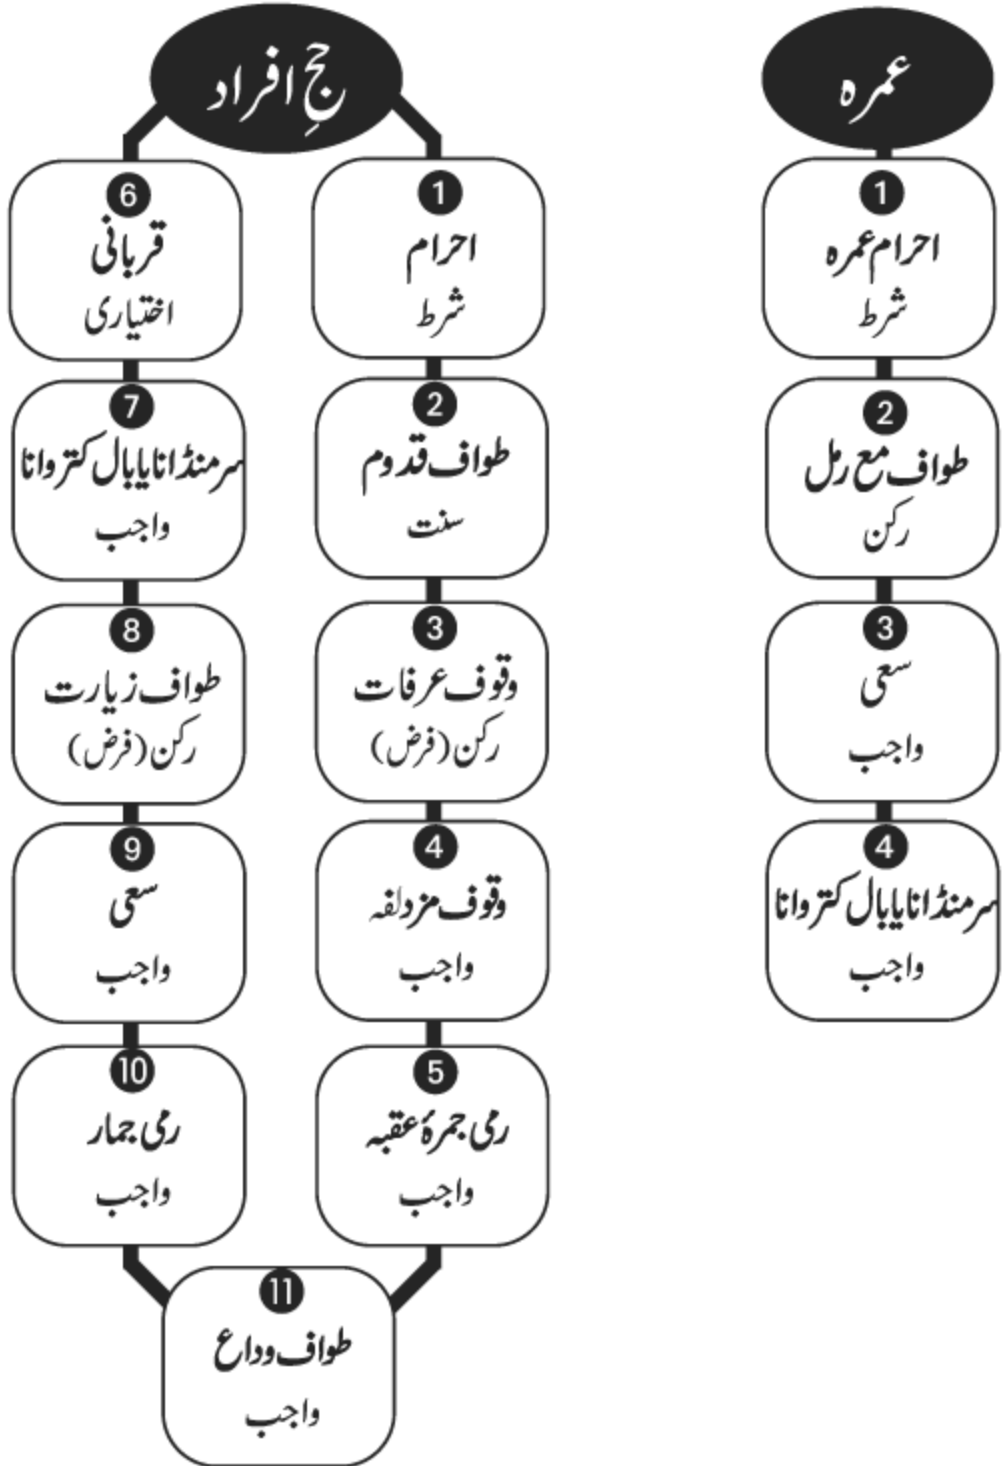 عمرہ
1
احرام عمرہ
شرط
2
طواف مع رمل
رکن
3
سعی
واجب
4
سر منڈانا یا بال کتروانا
واجب
حجِ افراد
1
احرام
شرط
2
طواف قدوم
سنت
3
وقوف عرفات
رکن (فرض)
4
وقوف مزدلفہ
واجب
5
رمی جمرۂ عقبہ
واجب
6
قربانی
اختیاری
7
سر منڈانا یا بال کتروانا
واجب
8
طواف زیارت
رکن (فرض)
9
سعی
واجب
10
رمی جمار
واجب
11
طواف وداع
واجب